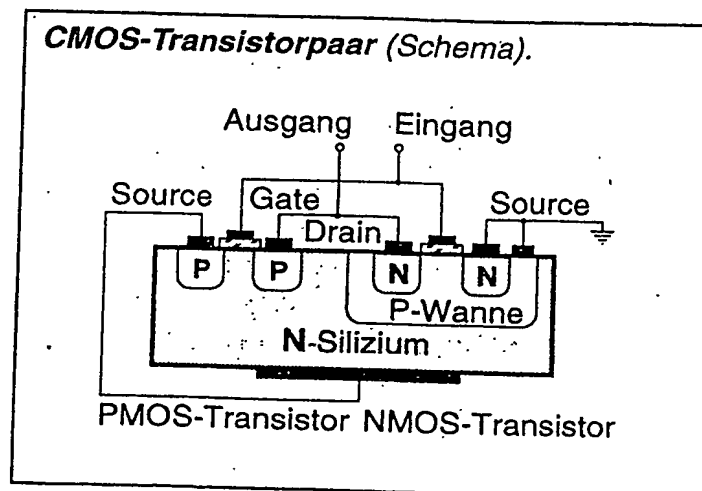 CMOS-Transistorpaar (Schema).
Ausgang Eingang
Source Gate Source
Drain
P P N N
P-Wanne
N-Silizium
PMOS-Transistor NMOS-Transistor